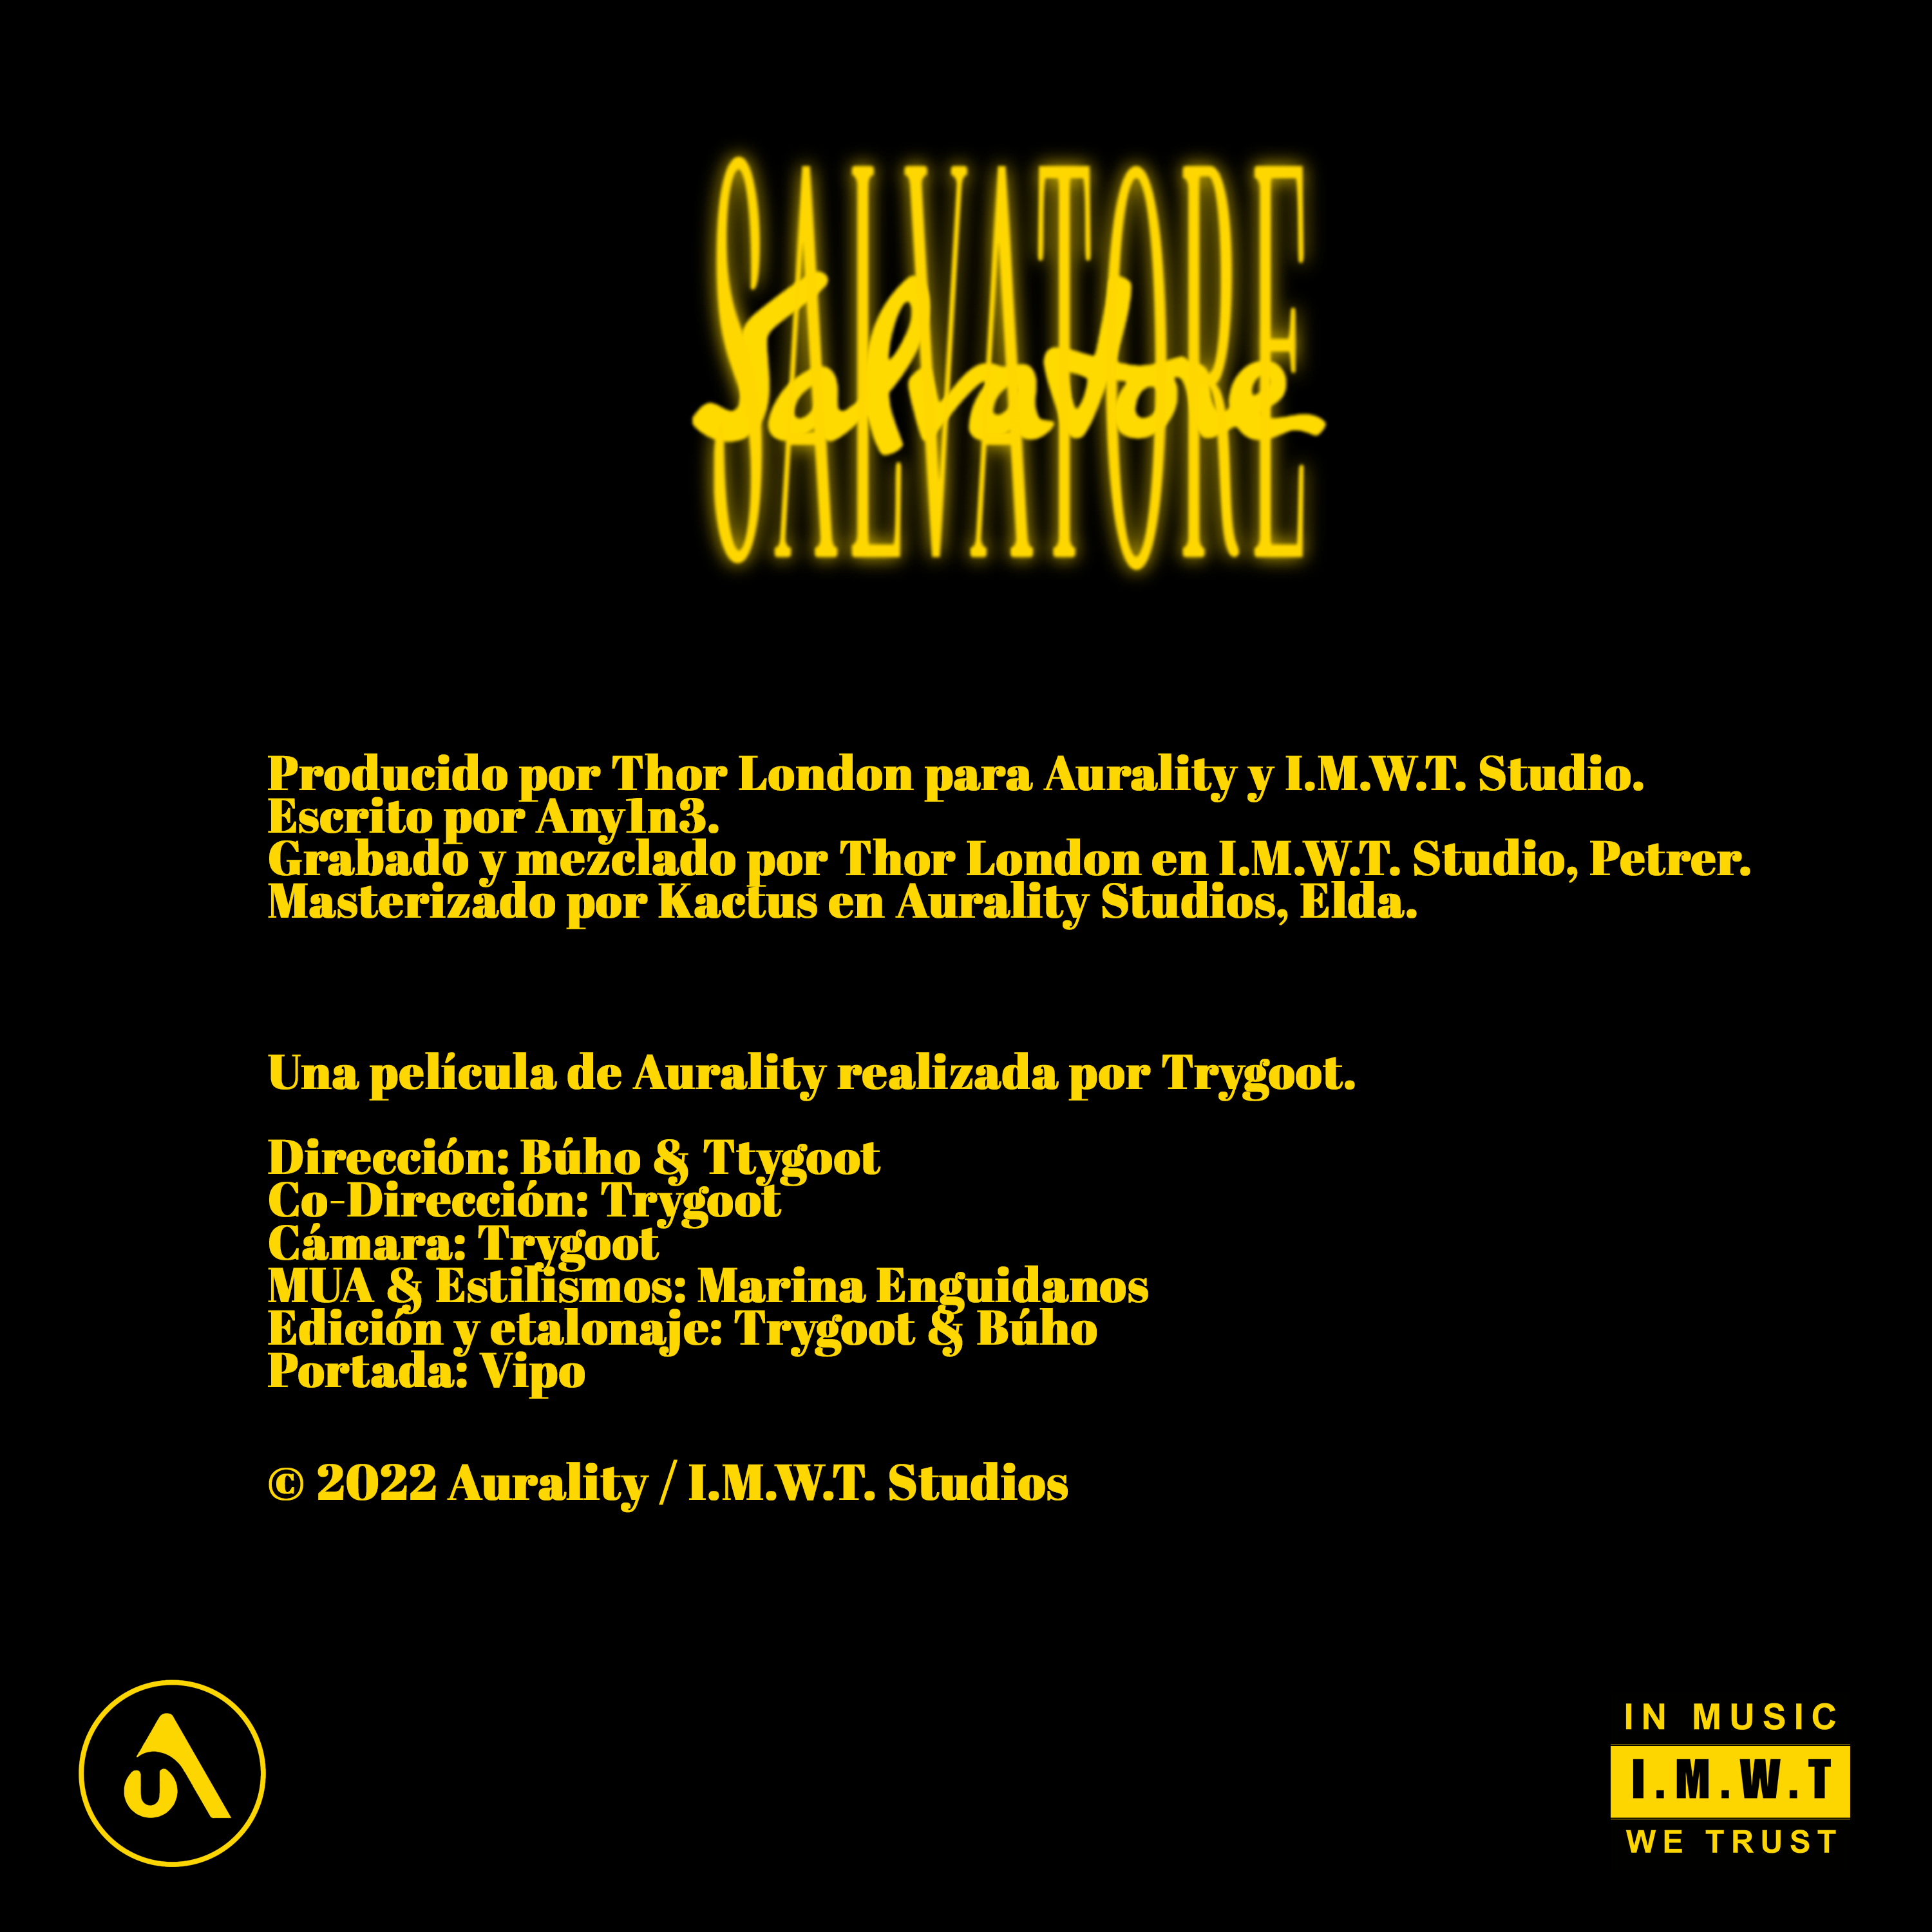 SALVATORE
Salvatore
Producido por Thor London para Aurality y I.M.W.T. Studio.
Escrito por Any1n3.
Grabado y mezclado por Thor London en I.M.W.T. Studio, Petrer.
Masterizado por Kactus en Aurality Studios, Elda.
Una película de Aurality realizada por Trygoot.
Dirección: Búho & Ttygoot
Co-Dirección: Trygoot
Cámara: Trygoot
MUA & Estilismos: Marina Enguidanos
Edición y etalonaje: Trygoot & Búho
Portada: Vipo
© 2022 Aurality / I.M.W.T. Studios
IN MUSIC
I.M.W.T
WE TRUST